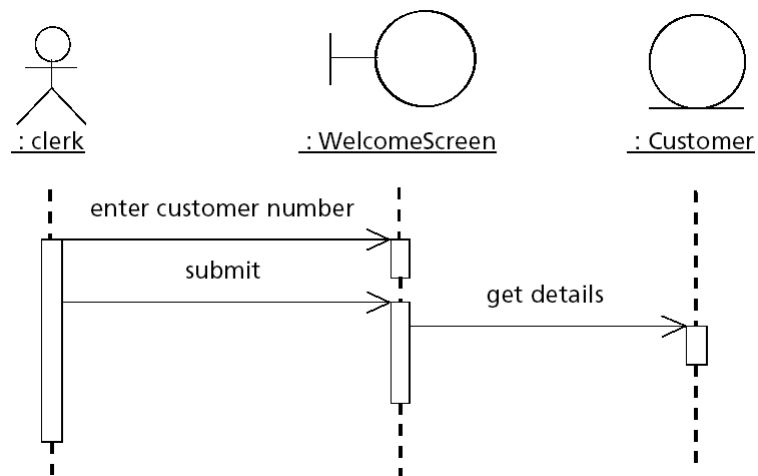 : clerk
: WelcomeScreen
: Customer
enter customer number
submit
get details